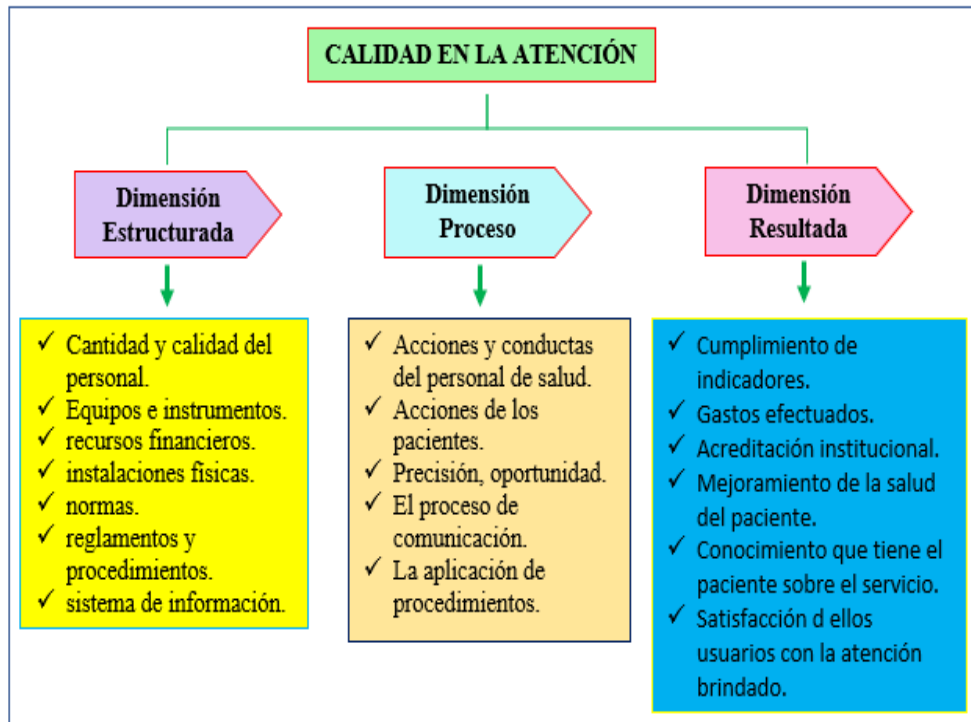 CALIDAD EN LA ATENCIÓN
Dimensión
Estructurada
Dimensión
Proceso
Dimensión
Resultada
✓ Cantidad y calidad del
personal.
✓ Equipos e instrumentos.
✓ recursos financieros.
✓ instalaciones físicas.
✓ normas.
✓ reglamentos y
procedimientos.
✓ sistema de información.
✓ Acciones y conductas
del personal de salud.
✓ Acciones de los
pacientes.
✓ Precisión, oportunidad.
✓ El proceso de
comunicación.
✓ La aplicación de
procedimientos.
✓ Cumplimiento de
indicadores.
✓ Gastos efectuados.
✓ Acreditación institucional.
✓ Mejoramiento de la salud
del paciente.
✓ Conocimiento que tiene el
paciente sobre el servicio.
✓ Satisfacción d ellos
usuarios con la atención
brindado.